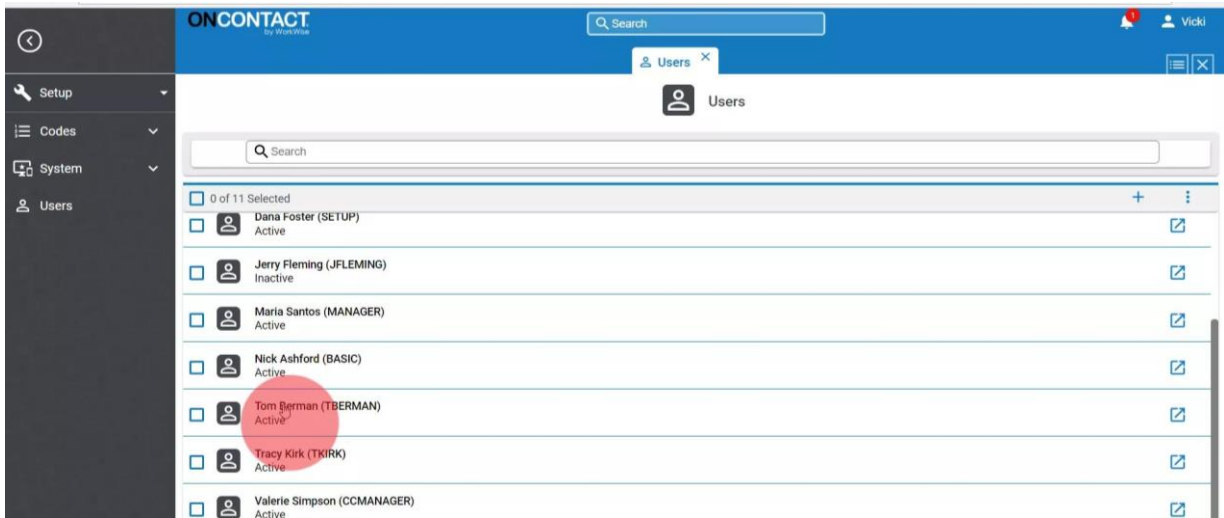 ONCONTACT
by WorkWise
Search
1
Vicki
Users
Setup
Users
Codes
Search
System
0 of 11 Selected
Users
Dana Foster (SETUP)
Active
Jerry Fleming (JFLEMING)
Inactive
Maria Santos (MANAGER)
Active
Nick Ashford (BASIC)
Active
Tom Berman (TBERMAN)
Active
Tracy Kirk (TKIRK)
Active
Valerie Simpson (CCMANAGER)
Active